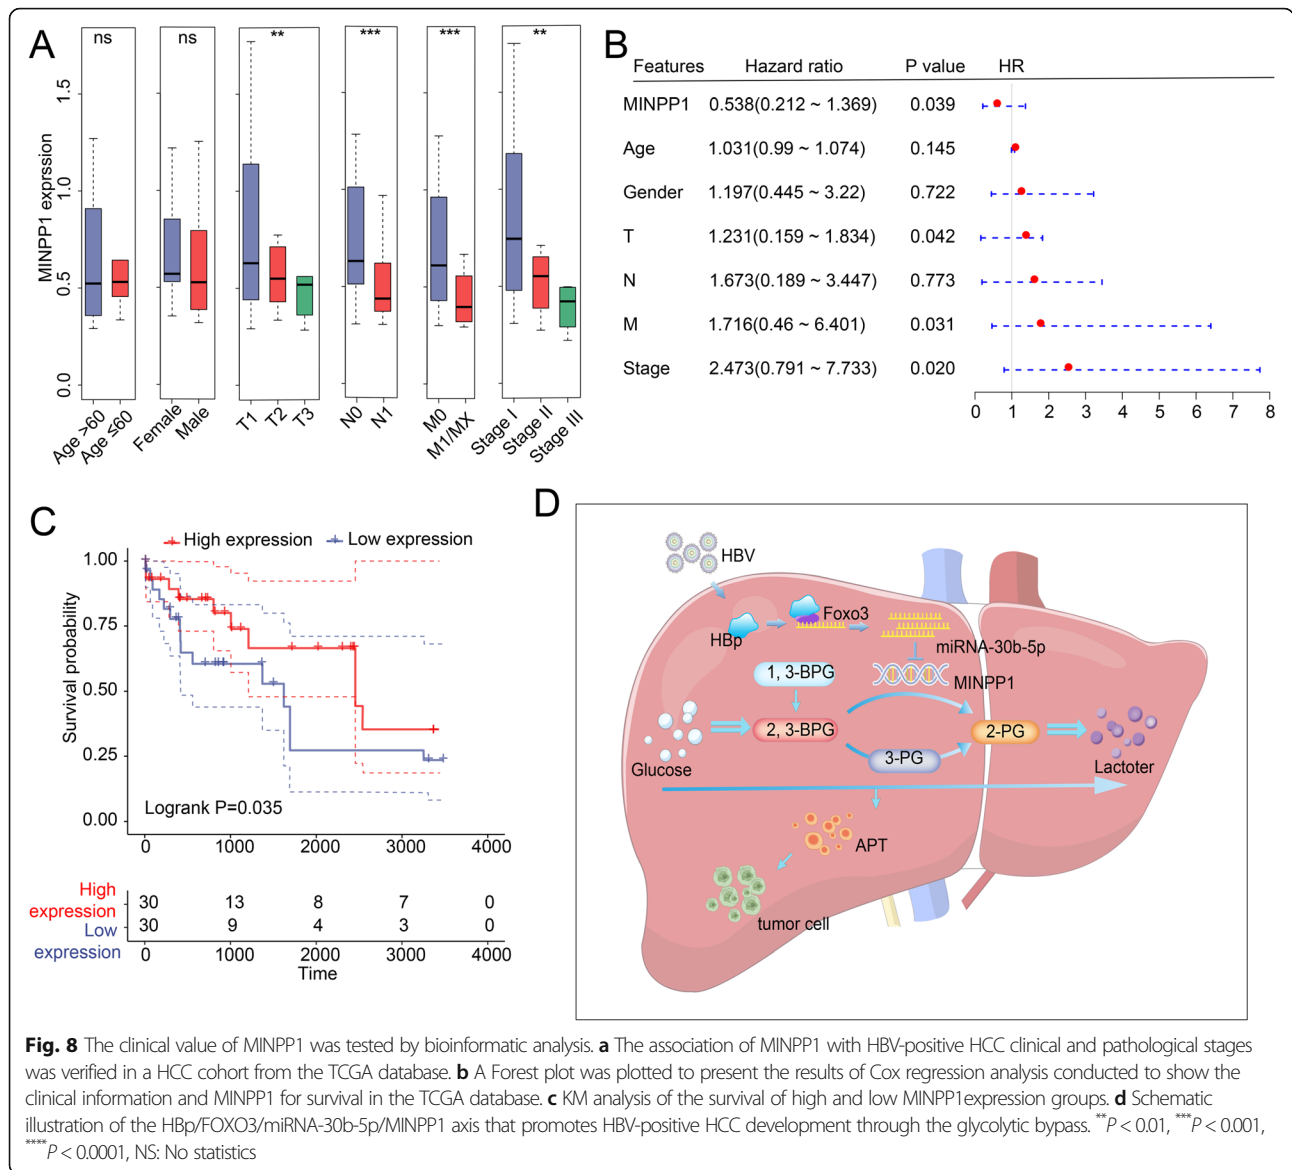 A
ns
ns
**
***
***
**
MINPP1 exprssion
1.5
1.0
0.5
0.0
Age >60
Age ≤60
Female
Male
T1
T2
T3
N0
N1
M0
M1/MX
Stage I
Stage II
Stage III
B
Features Hazard ratio P value HR
MINPP1 0.538(0.212 ~ 1.369) 0.039
Age 1.031(0.99 ~ 1.074) 0.145
Gender 1.197(0.445 ~ 3.22) 0.722
T 1.231(0.159 ~ 1.834) 0.042
N 1.673(0.189 ~ 3.447) 0.773
M 1.716(0.46 ~ 6.401) 0.031
Stage 2.473(0.791 ~ 7.733) 0.020
0 1 2 3 4 5 6 7 8
C
High expression Low expression
Survival probability
1.00
0.75
0.50
0.25
0.00
Logrank P=0.035
0 1000 2000 3000 4000
High
expression
30 13 8 7 0
Low
expression
30 9 4 3 0
0 1000 2000 3000 4000
Time
D
HBV
HBp
Foxo3
miRNA-30b-5p
MINPP1
1, 3-BPG
2, 3-BPG
3-PG
2-PG
Glucose
Lactoter
APT
tumor cell
Fig. 8 The clinical value of MINPP1 was tested by bioinformatic analysis. a The association of MINPP1 with HBV-positive HCC clinical and pathological stages
was verified in a HCC cohort from the TCGA database. b A Forest plot was plotted to present the results of Cox regression analysis conducted to show the
clinical information and MINPP1 for survival in the TCGA database. c KM analysis of the survival of high and low MINPP1expression groups. d Schematic
illustration of the HBp/FOXO3/miRNA-30b-5p/MINPP1 axis that promotes HBV-positive HCC development through the glycolytic bypass. **P < 0.01, ***P < 0.001,
****P < 0.0001, NS: No statistics